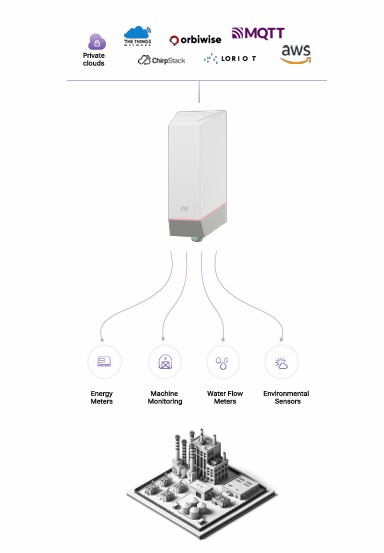 Private
clouds
THE THINGS
NETWORK
orbiwise
MQTT
ChirpStack
LORIOT
aws
Energy
Meters
Machine
Monitoring
Water Flow
Meters
Environmental
Sensors